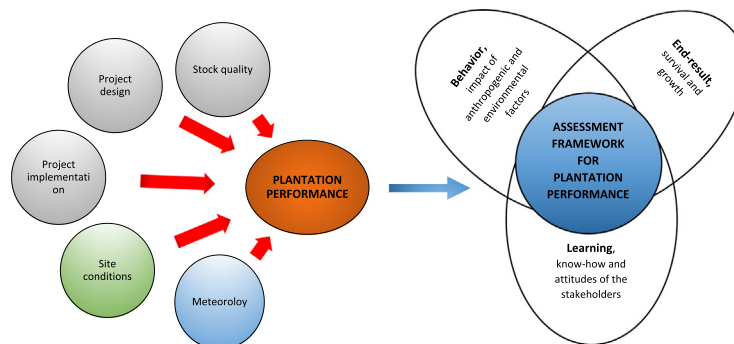 Stock quality
Project
design
Project
implementati
on
Site
conditions
Meteoroloy
PLANTATION
PERFORMANCE
Behavior,
impact of
anthropogenic and
environmental
factors
End-result,
survival and
growth
ASSESSMENT
FRAMEWORK
FOR
PLANTATION
PERFORMANCE
Learning,
know-how and
attitudes of the
stakeholders